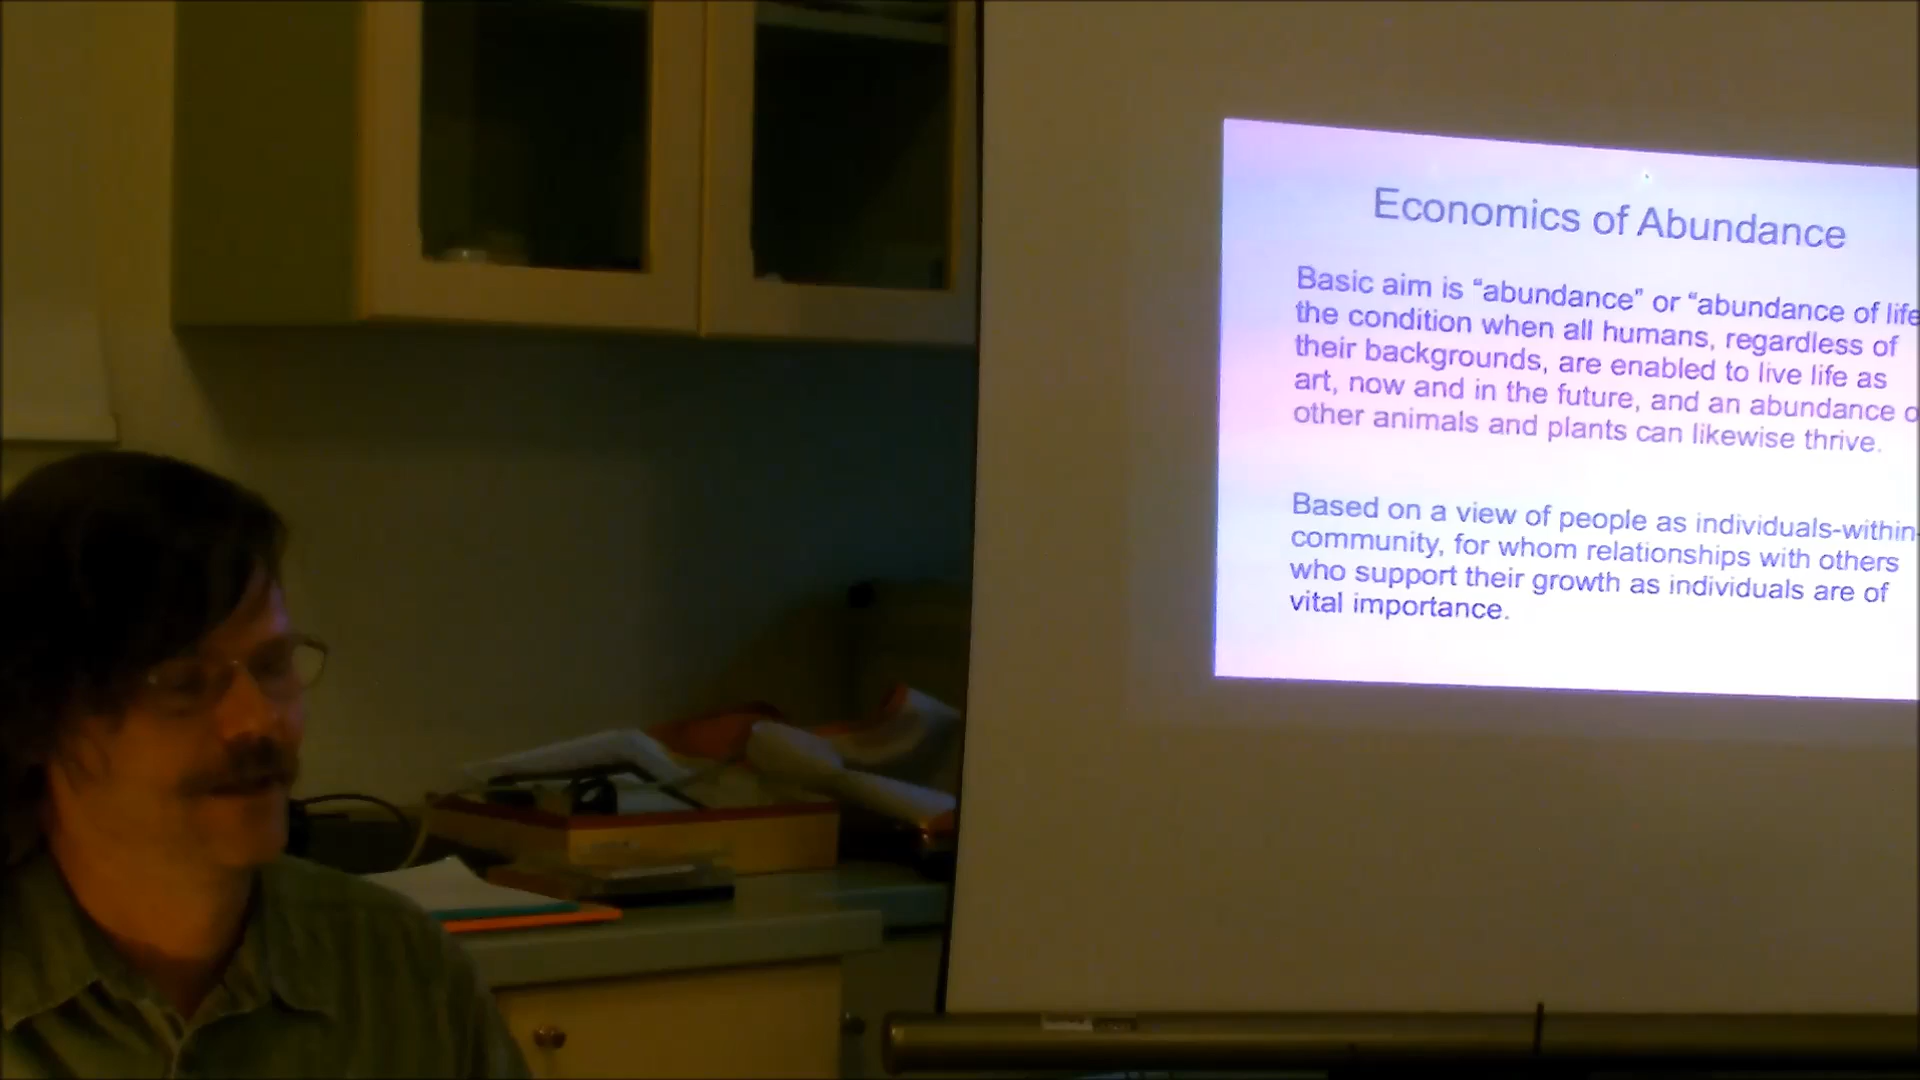 Economics of Abundance
Basic aim is “abundance” or “abundance of life
the condition when all humans, regardless of
their backgrounds, are enabled to live life as
art, now and in the future, and an abundance o
other animals and plants can likewise thrive.
Based on a view of people as individuals-within-
community, for whom relationships with others
who support their growth as individuals are of
vital importance.